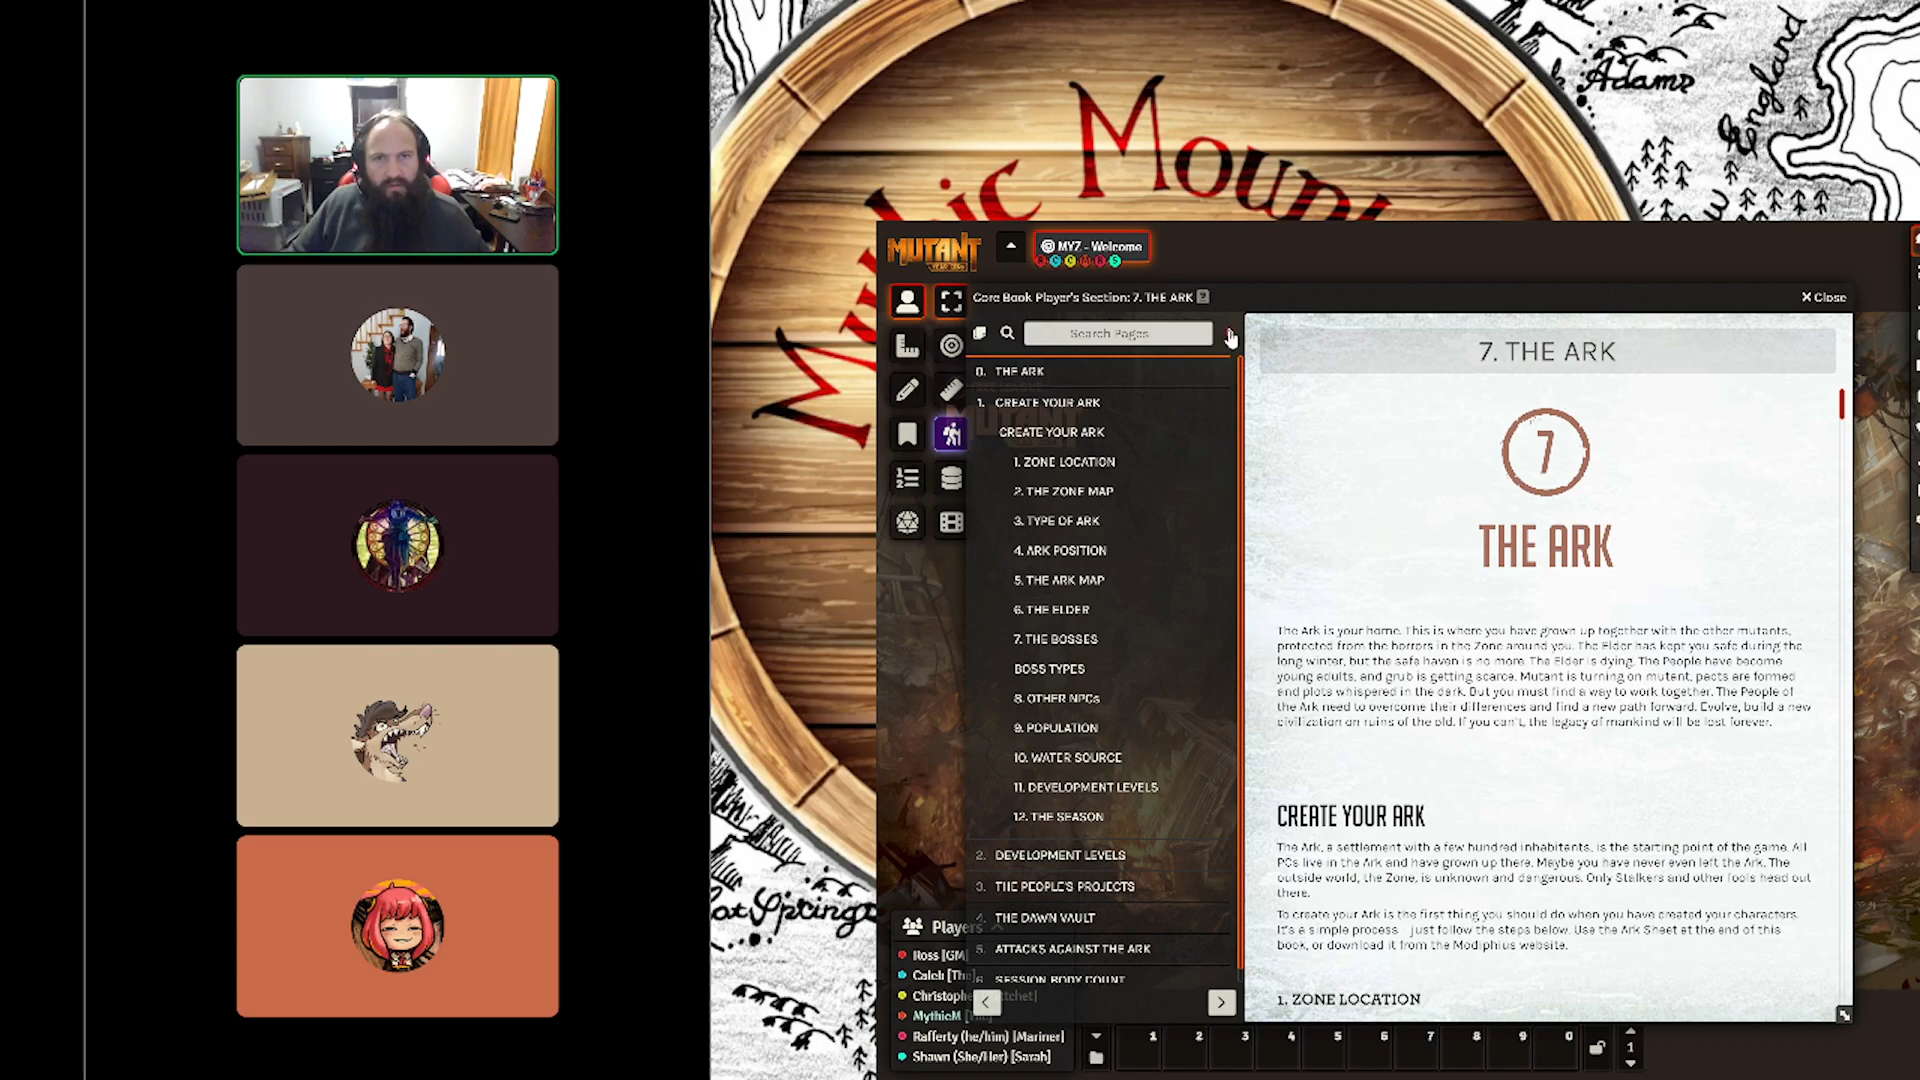 Mythic Mount
Adams
England
at Springs
MUTANT
YEAR ZERO
MYZ - Welcome
Core Book Player's Section: 7. THE ARK
Close
Search Pages
0. THE ARK
1. CREATE YOUR ARK
CREATE YOUR ARK
1. ZONE LOCATION
2. THE ZONE MAP
3. TYPE OF ARK
4. ARK POSITION
5. THE ARK MAP
6. THE ELDER
7. THE BOSSES
BOSS TYPES
8. OTHER NPCs
9. POPULATION
10. WATER SOURCE
11. DEVELOPMENT LEVELS
12. THE SEASON
2. DEVELOPMENT LEVELS
3. THE PEOPLE'S PROJECTS
4. THE DAWN VAULT
5. ATTACKS AGAINST THE ARK
6. SESSION BODY COUNT
7. THE ARK
7
THE ARK
The Ark is your home. This is where you have grown up together with the other mutants,
protected from the horrors in the Zone around you. The Elder has kept you safe during the
long winter, but the safe haven is no more. The Elder is dying. The People have become
young adults, and grub is getting scarce. Mutant is turning on mutant, pacts are formed
and plots whispered in the dark. But you must find a way to work together. The People of
the Ark need to overcome their differences and find a new path forward. Evolve, build a new
civilization on ruins of the old. If you can't, the legacy of mankind will be lost forever.
CREATE YOUR ARK
The Ark, a settlement with a few hundred inhabitants, is the starting point of the game. All
PCs live in the Ark and have grown up there. Maybe you have never even left the Ark. The
outside world, the Zone, is unknown and dangerous. Only Stalkers and other fools head out
there.
To create your Ark is the first thing you should do when you have created your characters.
It's a simple process just follow the steps below. Use the Ark Sheet at the end of this
book, or download it from the Modiphius website.
1. ZONE LOCATION
Players
Ross [GM]
Caleb [The
Christophe
MythicM
Rafferty (he/him) [Mariner]
Shawn (She/Her) [Sarah]
1 2 3 4 5 6 7 8 9 0
1